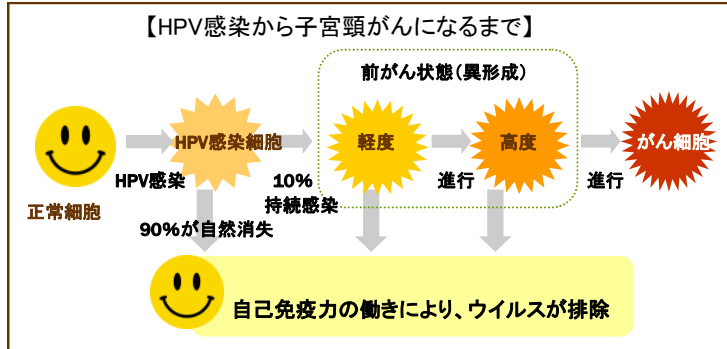 【HPV感染から子宮頸がんになるまで】
前がん状態(異形成)
HPV感染細胞
軽度
高度
がん細胞
HPV感染
10%
持続感染
進行
進行
正常細胞
90%が自然消失
自己免疫力の働きにより、ウイルスが排除